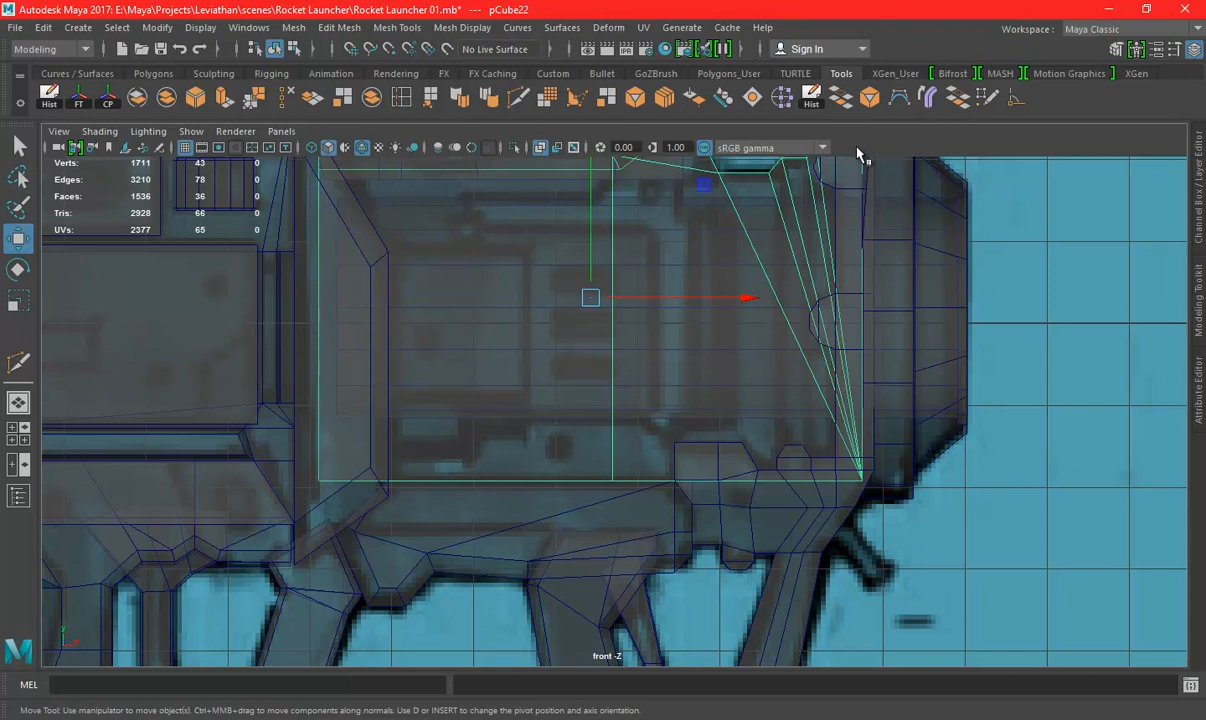 Autodesk Maya 2017: E:\Maya\Projects\Leviathan\scenes\Rocket Launcher\Rocket Launcher 01.mb* --- pCube22
File Edit Create Select Modify Display Windows Mesh Edit Mesh Mesh Tools Mesh Display Curves Surfaces Deform UV Generate Cache Help Workspace : Maya Classic
Modeling No Live Surface Sign In
Curves / Surfaces Polygons Sculpting Rigging Animation Rendering FX FX Caching Custom Bullet GoZBrush Polygons_User TURTLE Tools XGen_User Bifrost MASH Motion Graphics XGen
Hist FT CP Hist
View Shading Lighting Show Renderer Panels
0.00 1.00 sRGB gamma
Verts: 1711 43 0
Edges: 3210 78 0
Faces: 1536 36 0
Tris: 2928 66 0
UVs: 2377 65 0
Channel Box / Layer Editor
Modeling Toolkit
Attribute Editor
y
front -Z
MEL
Move Tool: Use manipulator to move object(s). Ctrl+MMB+drag to move components along normals. Use D or INSERT to change the pivot position and axis orientation.